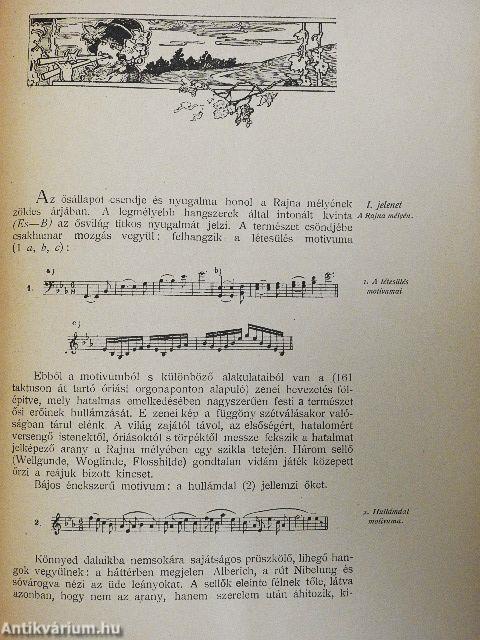 Az ősállapot csendje és nyugalma honol a Rajna mélyének
zöldes árjában. A legmélyebb hangszerek által intonált kvinta
(Es—B) az ősvilág titkos nyugalmát jelzi. A természet csöndjébe
csakhamar mozgás vegyül: felhangzik a létesülés motivuma
(1 a, b, c):
I. jelenet
A Rajna mélyén.
a)
b)
1.
1. A létesülés
motivumai
c)
Ebből a motivumból s különböző alakulataiból van a (161
taktuson át tartó óriási orgonaponton alapuló) zenei bevezetés föl-
építve, mely hatalmas emelkedésében nagyszerűen festi a természet
ősi erőinek hullámzását. E zenei kép a függöny szétválásakor való-
ságban tárul elénk. A világ zajától távol, az elsőségért, hatalomért
versengő istenektől, óriásoktól s törpéktől messze fekszik a hatalmat
jelképező arany a Rajna mélyében egy szikla tetején. Három sellő
(Wellgunde, Woglinde, Flosshilde) gondtalan vidám játék közepett
őrzi a reájuk bízott kincset.
Bájos énekszerű motivum: a hullámdal (2) jellemzi őket.
2.
2. Hullámdal
motivuma.
Könnyed dalaikba nemsokára sajátságos prüszkölő, lihegő han-
gok vegyülnek: a háttérben megjelen Alberich, a rút Nibelung és
sóvárogva nézi az üde leányokat. A sellők eleinte félnek tőle, látva
azonban, hogy nem az arany, hanem szerelem után áhítozik, ki-
Antikvárium.hu